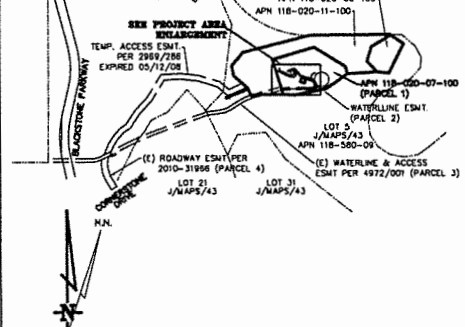 APN 118-020-11-100
SEE PROJECT AREA
ENLARGEMENT
TEMP. ACCESS ESMT.
PER 2969/286
EXPIRED 05/12/08
BLACKSTONE PARKWAY
APN 118-020-07-100
(PARCEL 1)
WATERLINE ESMT.
(PARCEL 2)
LOT 5
J/MAPS/43
APN 118-580-09
(E) ROADWAY ESMT PER
2010-31966 (PARCEL 4)
(E) WATERLINE & ACCESS
ESMT PER 4972/001 (PARCEL 3)
LOT 21
J/MAPS/43
LOT 31
J/MAPS/43
CORNERSTONE
DRIVE
N.N.
N